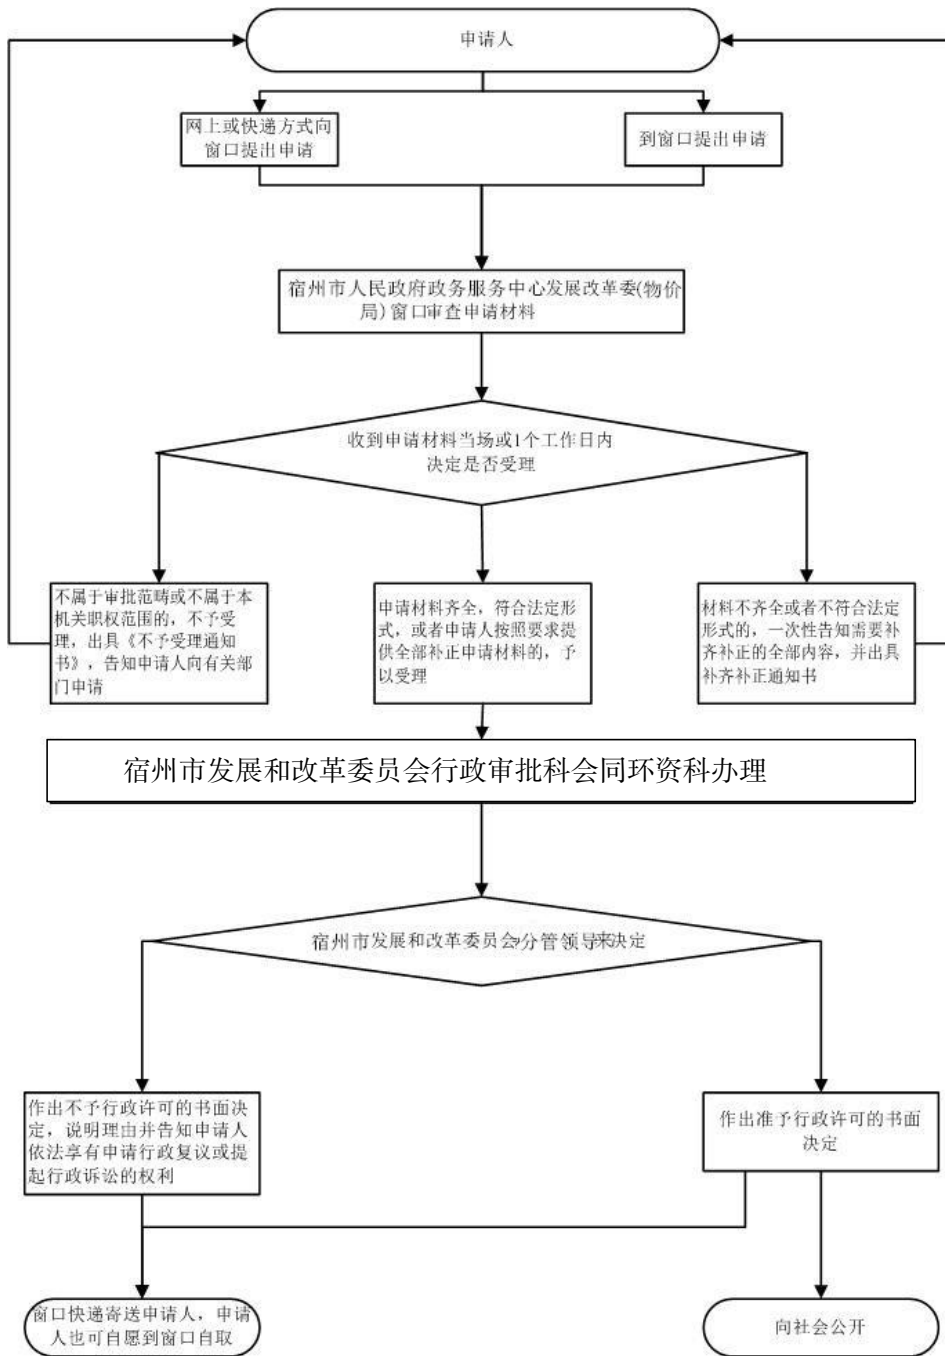 申请人
网上或快递方式向
窗口提出申请
到窗口提出申请
宿州市人民政府政务服务中心发展改革委(物价
局)窗口审查申请材料
收到申请材料当场或1个工作日内
决定是否受理
不属于审批范畴或不属于本
机关职权范围的，不予受
理，出具《不予受理通知
书》，告知申请人向有关部
门申请
申请材料齐全，符合法定形
式，或者申请人按照要求提
供全部补正申请材料的，予
以受理
材料不齐全或者不符合法定
形式的，一次性告知需要补
齐补正的全部内容，并出具
补齐补正通知书
宿州市发展和改革委员会行政审批科会同环资科办理
宿州市发展和改革委员会分管领导来决定
作出不予行政许可的书面决
定，说明理由并告知申请人
依法享有申请行政复议或提
起行政诉讼的权利
作出准予行政许可的书面
决定
窗口快递寄送申请人，申请
人也可自愿到窗口自取
向社会公开